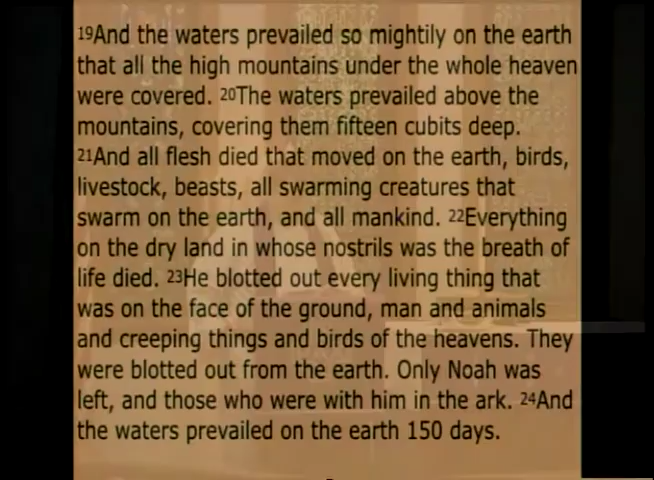 19And the waters prevailed so mightily on the earth
that all the high mountains under the whole heaven
were covered. 20The waters prevailed above the
mountains, covering them fifteen cubits deep.
21And all flesh died that moved on the earth, birds,
livestock, beasts, all swarming creatures that
swarm on the earth, and all mankind. 22Everything
on the dry land in whose nostrils was the breath of
life died. 23He blotted out every living thing that
was on the face of the ground, man and animals
and creeping things and birds of the heavens. They
were blotted out from the earth. Only Noah was
left, and those who were with him in the ark. 24And
the waters prevailed on the earth 150 days.